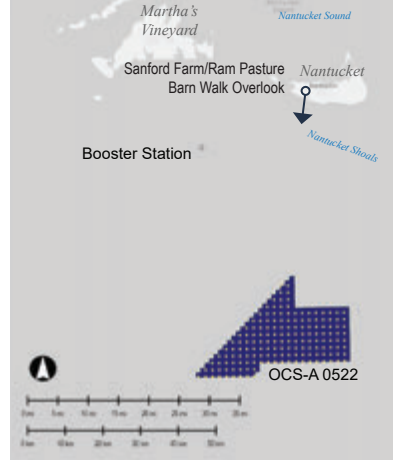 Martha's
Vineyard
Nantucket Sound
Sanford Farm/Ram Pasture
Barn Walk Overlook
Nantucket
Nantucket Shoals
Booster Station
OCS-A 0522